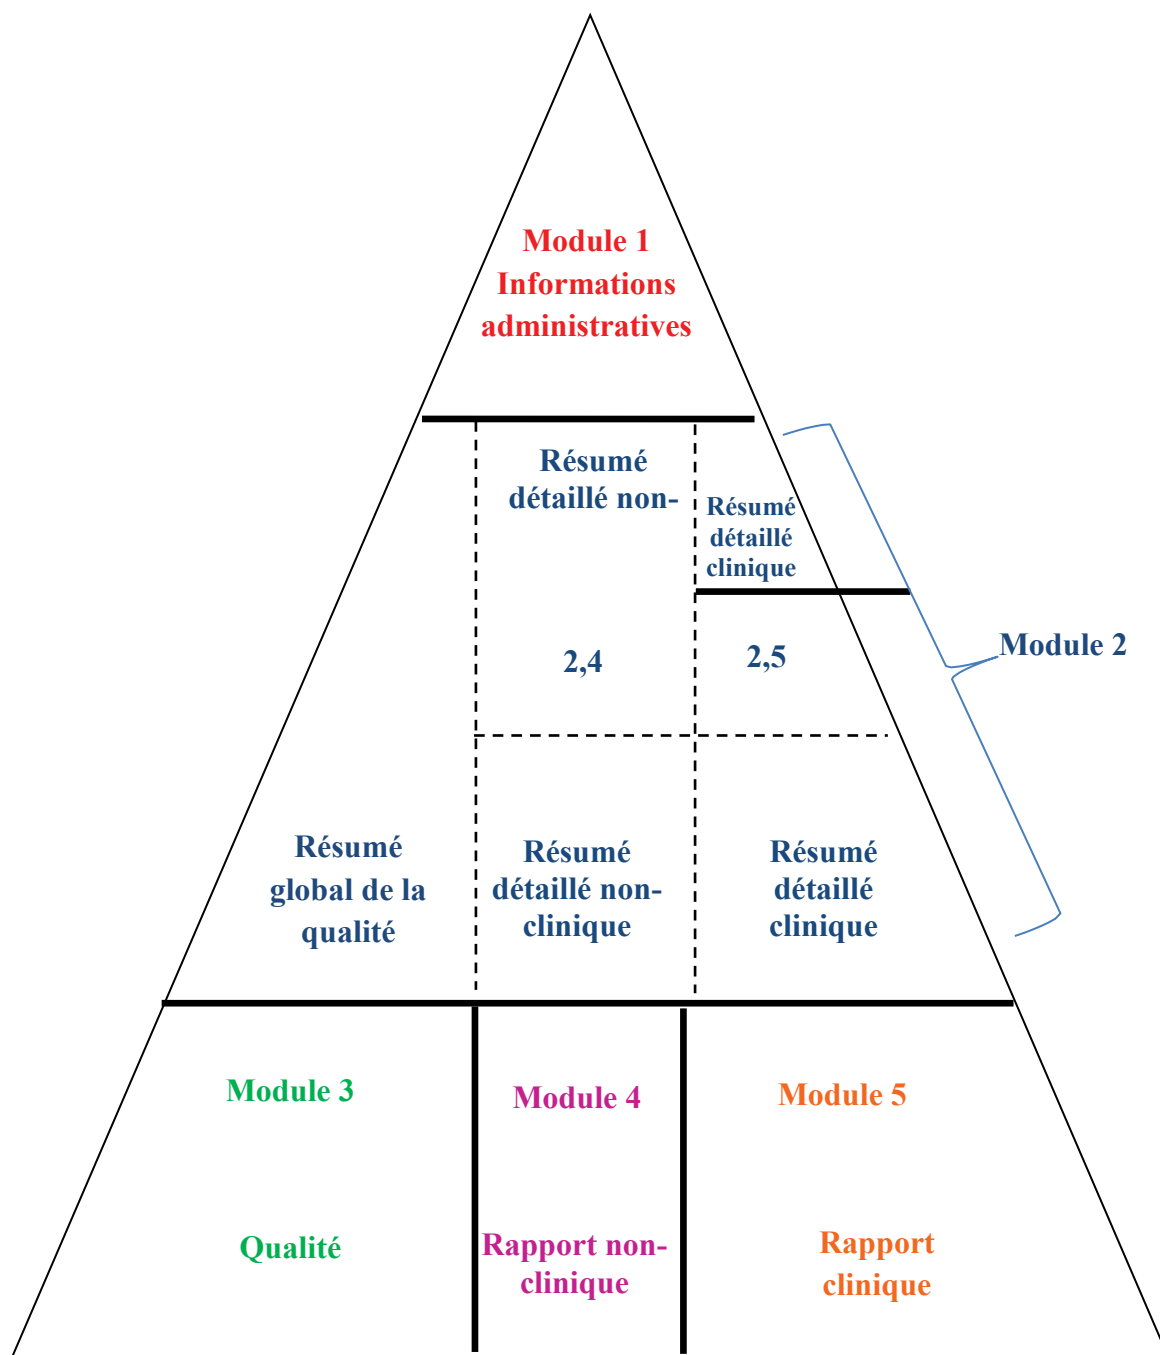 Module 1
Informations
administratives
Résumé
détaillé non-
Résumé
détaillé
clinique
2,4
2,5
Module 2
Résumé
global de la
qualité
Résumé
détaillé non-
clinique
Résumé
détaillé
clinique
Module 3
Qualité
Module 4
Rapport non-
clinique
Module 5
Rapport
clinique